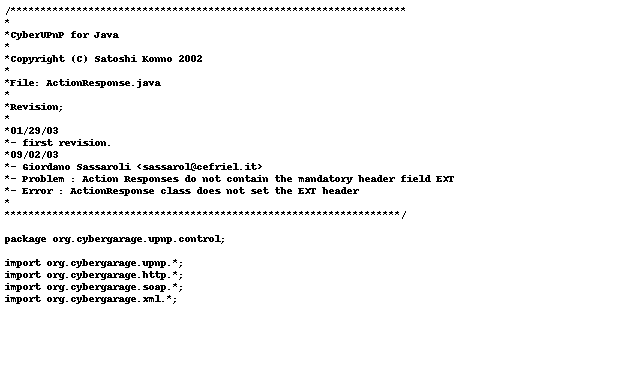 /******************************************************************
*
*CyberUPnP for Java
*
*Copyright (C) Satoshi Konno 2002
*
*File: ActionResponse.java
*
*Revision;
*
*01/29/03
*- first revision.
*09/02/03
*- Giordano Sassaroli <sassarol@cefriel.it>
*- Problem : Action Responses do not contain the mandatory header field EXT
*- Error : ActionResponse class does not set the EXT header
*
******************************************************************/
package org.cybergarage.upnp.control;
import org.cybergarage.upnp.*;
import org.cybergarage.http.*;
import org.cybergarage.soap.*;
import org.cybergarage.xml.*;